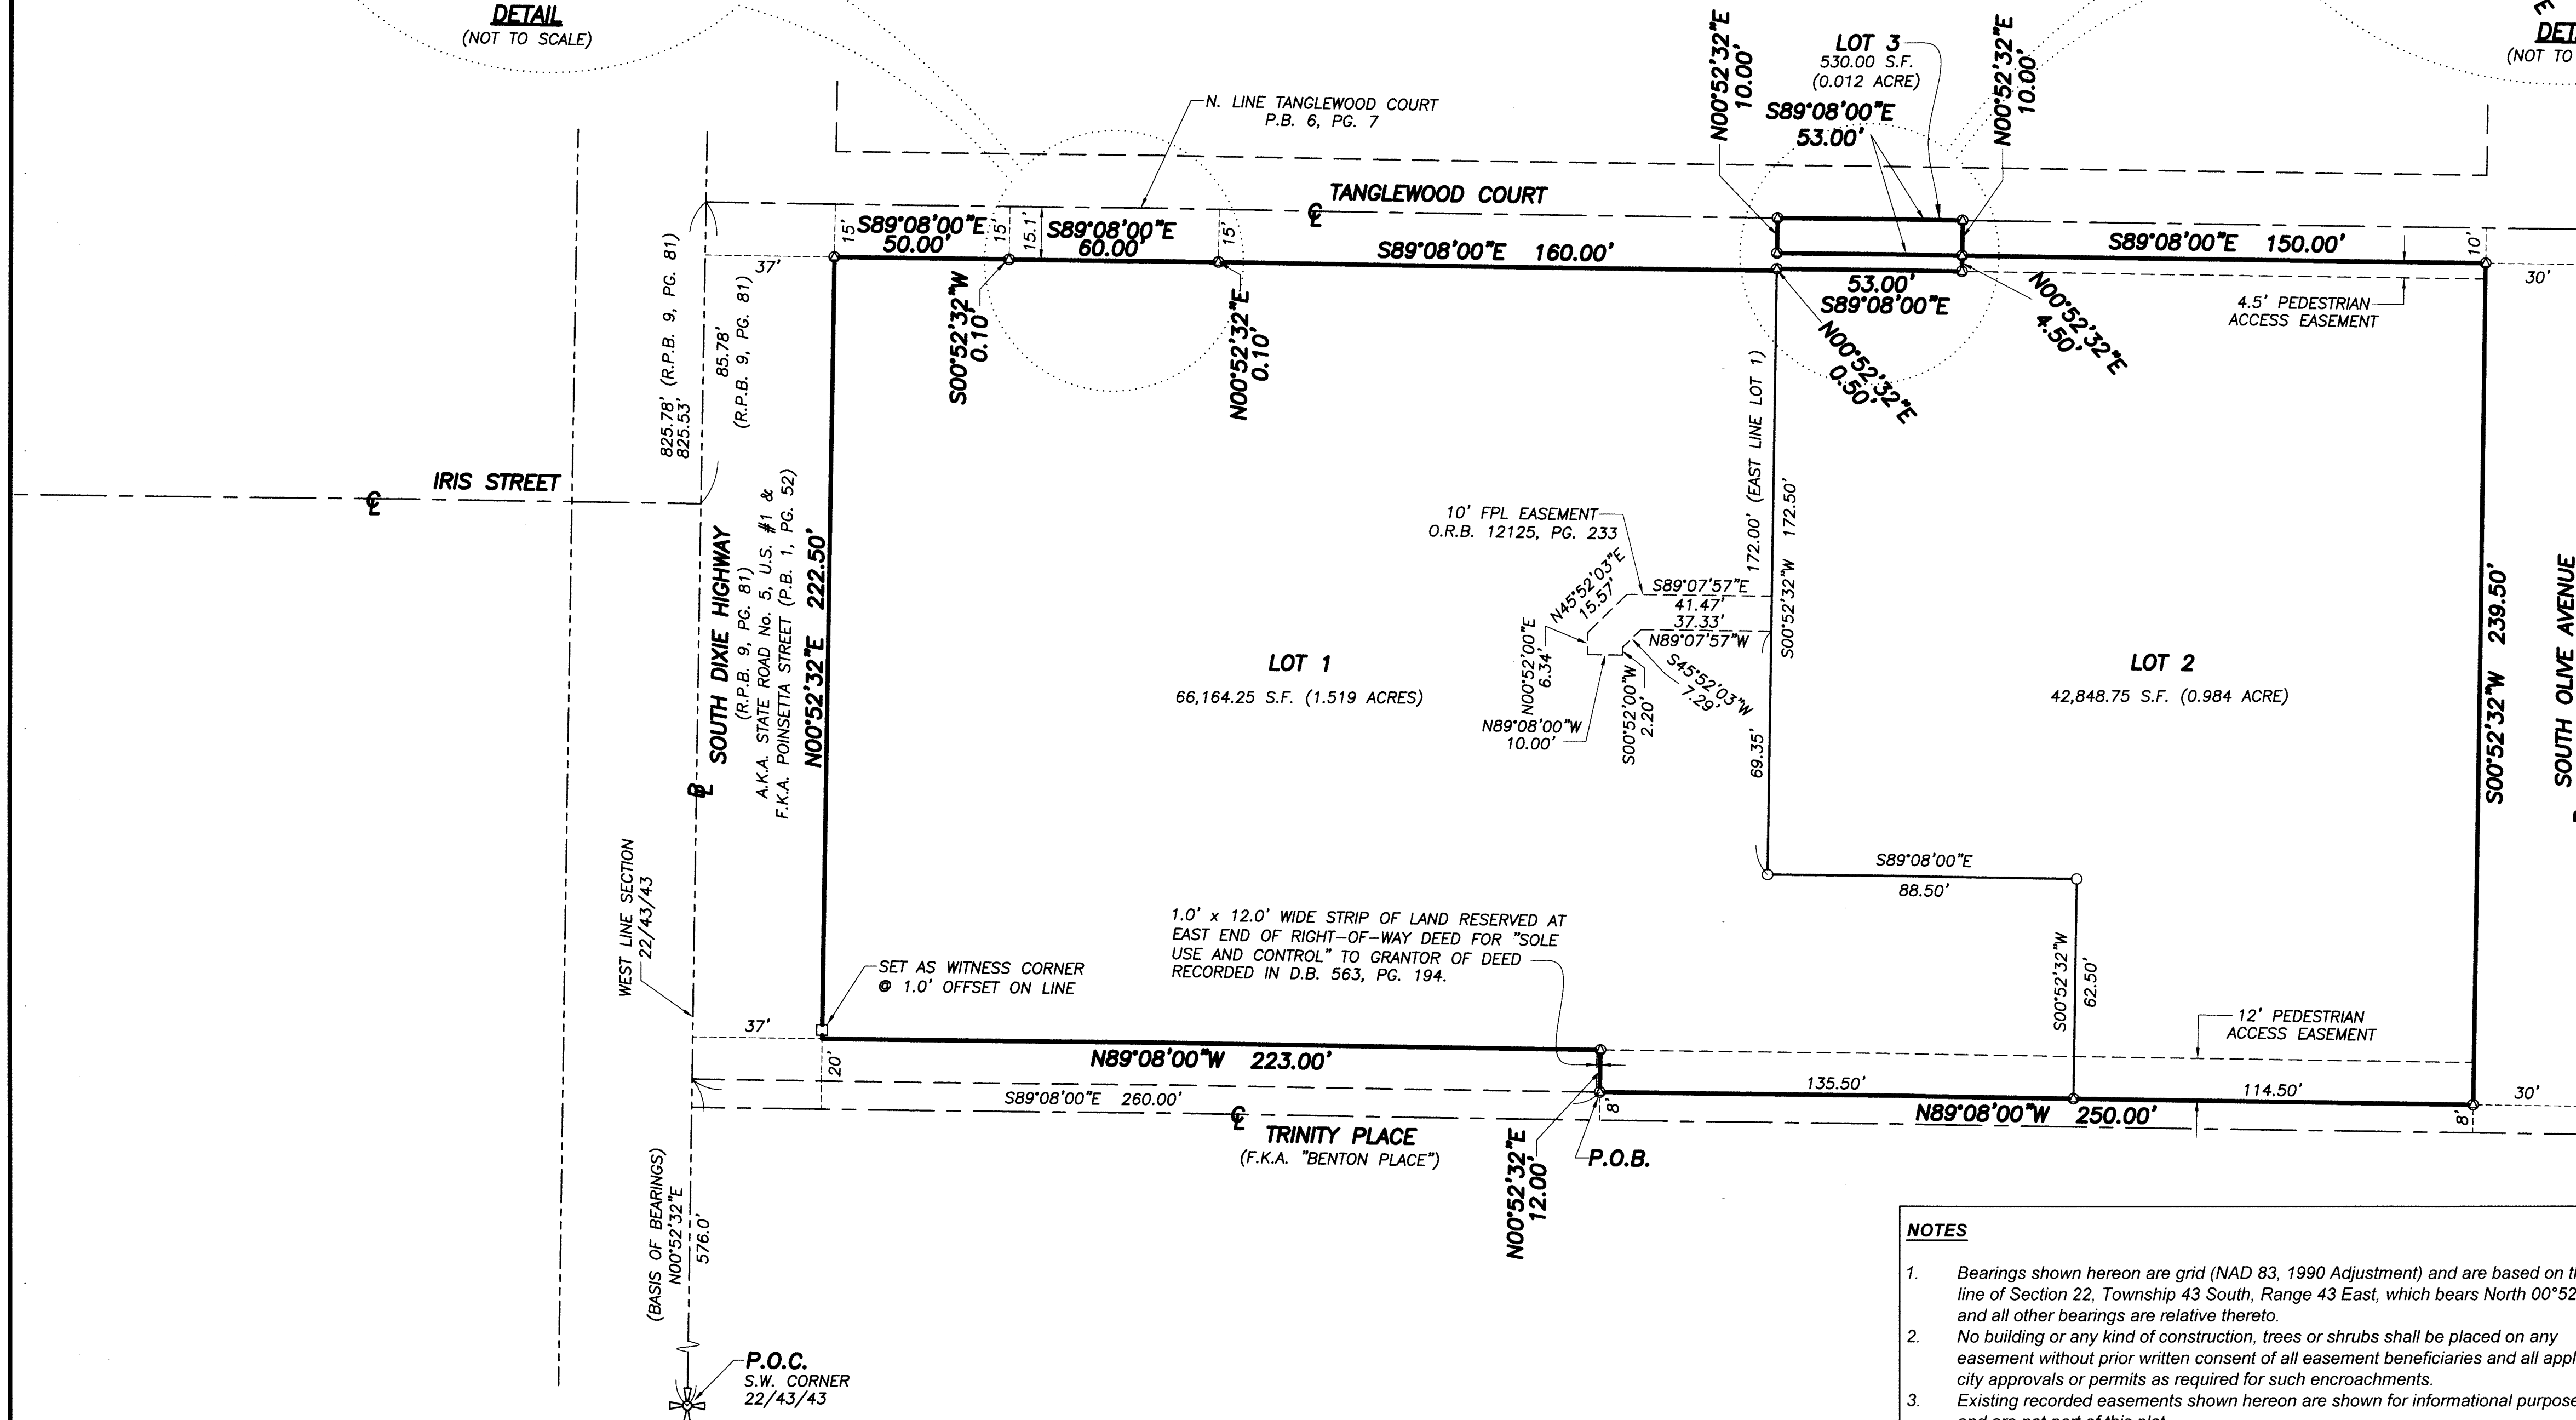 DETAIL
(NOT TO SCALE)
N. LINE TANGLEWOOD COURT
P.B. 6, PG. 7
N00°52'32"E
10.00'
LOT 3
530.00 S.F.
(0.012 ACRE)
S89°08'00"E
53.00'
N00°52'32"E
10.00'
(NOT TO
TANGLEWOOD COURT
℄
15'
S89°08'00"E
50.00'
15'
15.1'
S89°08'00"E
60.00'
15'
S89°08'00"E 160.00'
S89°08'00"E 150.00'
10'
37'
30'
53.00'
S89°08'00"E
N00°52'32"E
4.50'
N00°52'32"E
0.50'
4.5' PEDESTRIAN
ACCESS EASEMENT
S00°52'32"W
0.10'
N00°52'32"E
0.10'
825.78' (R.P.B. 9, PG. 81)
825.53'
85.78'
(R.P.B. 9, PG. 81)
IRIS STREET
℄
SOUTH DIXIE HIGHWAY
(R.P.B. 9, PG. 81)
A.K.A. STATE ROAD No. 5, U.S. #1 &
F.K.A. POINSETTA STREET (P.B. 1, PG. 52)
N00°52'32"E 222.50'
172.00' (EAST LINE LOT 1)
S00°52'32"W 172.50'
69.35'
10' FPL EASEMENT
O.R.B. 12125, PG. 233
N45°52'03"E
15.57'
S89°07'57"E
41.47'
37.33'
N89°07'57"W
N00°52'00"E
6.34'
S45°52'03"W
7.29'
S00°52'00"W
2.20'
N89°08'00"W
10.00'
LOT 1
66,164.25 S.F. (1.519 ACRES)
LOT 2
42,848.75 S.F. (0.984 ACRE)
S00°52'32"W 239.50'
SOUTH OLIVE AVENUE
S89°08'00"E
88.50'
S00°52'32"W
62.50'
WEST LINE SECTION
22/43/43
SET AS WITNESS CORNER
@ 1.0' OFFSET ON LINE
1.0' x 12.0' WIDE STRIP OF LAND RESERVED AT
EAST END OF RIGHT-OF-WAY DEED FOR "SOLE
USE AND CONTROL" TO GRANTOR OF DEED
RECORDED IN D.B. 563, PG. 194.
12' PEDESTRIAN
ACCESS EASEMENT
37'
20'
N89°08'00"W 223.00'
S89°08'00"E 260.00'
℄
TRINITY PLACE
(F.K.A. "BENTON PLACE")
135.50'
114.50'
N89°08'00"W 250.00'
8'
8'
30'
N00°52'32"E
12.00'
P.O.B.
(BASIS OF BEARINGS)
N00°52'32"E
576.0'
P.O.C.
S.W. CORNER
22/43/43
NOTES
1. Bearings shown hereon are grid (NAD 83, 1990 Adjustment) and are based on
line of Section 22, Township 43 South, Range 43 East, which bears North 00°52
and all other bearings are relative thereto.
2. No building or any kind of construction, trees or shrubs shall be placed on any
easement without prior written consent of all easement beneficiaries and all
city approvals or permits as required for such encroachments.
3. Existing recorded easements shown hereon are shown for informational